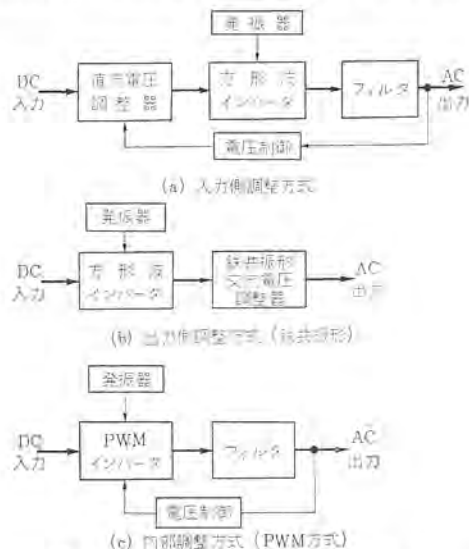 発振器
DC
入力
直流電圧
調整器
方形波
インバータ
フィルタ
AC
出力
電圧制御
(a) 入力側調整方式
発振器
DC
入力
方形波
インバータ
鉄共振形
交流電圧
調整器
AC
出力
(b) 出力側調整方式（鉄共振形）
発振器
DC
入力
PWM
インバータ
フィルタ
AC
出力
電圧制御
(c) 内部調整方式（PWM方式）